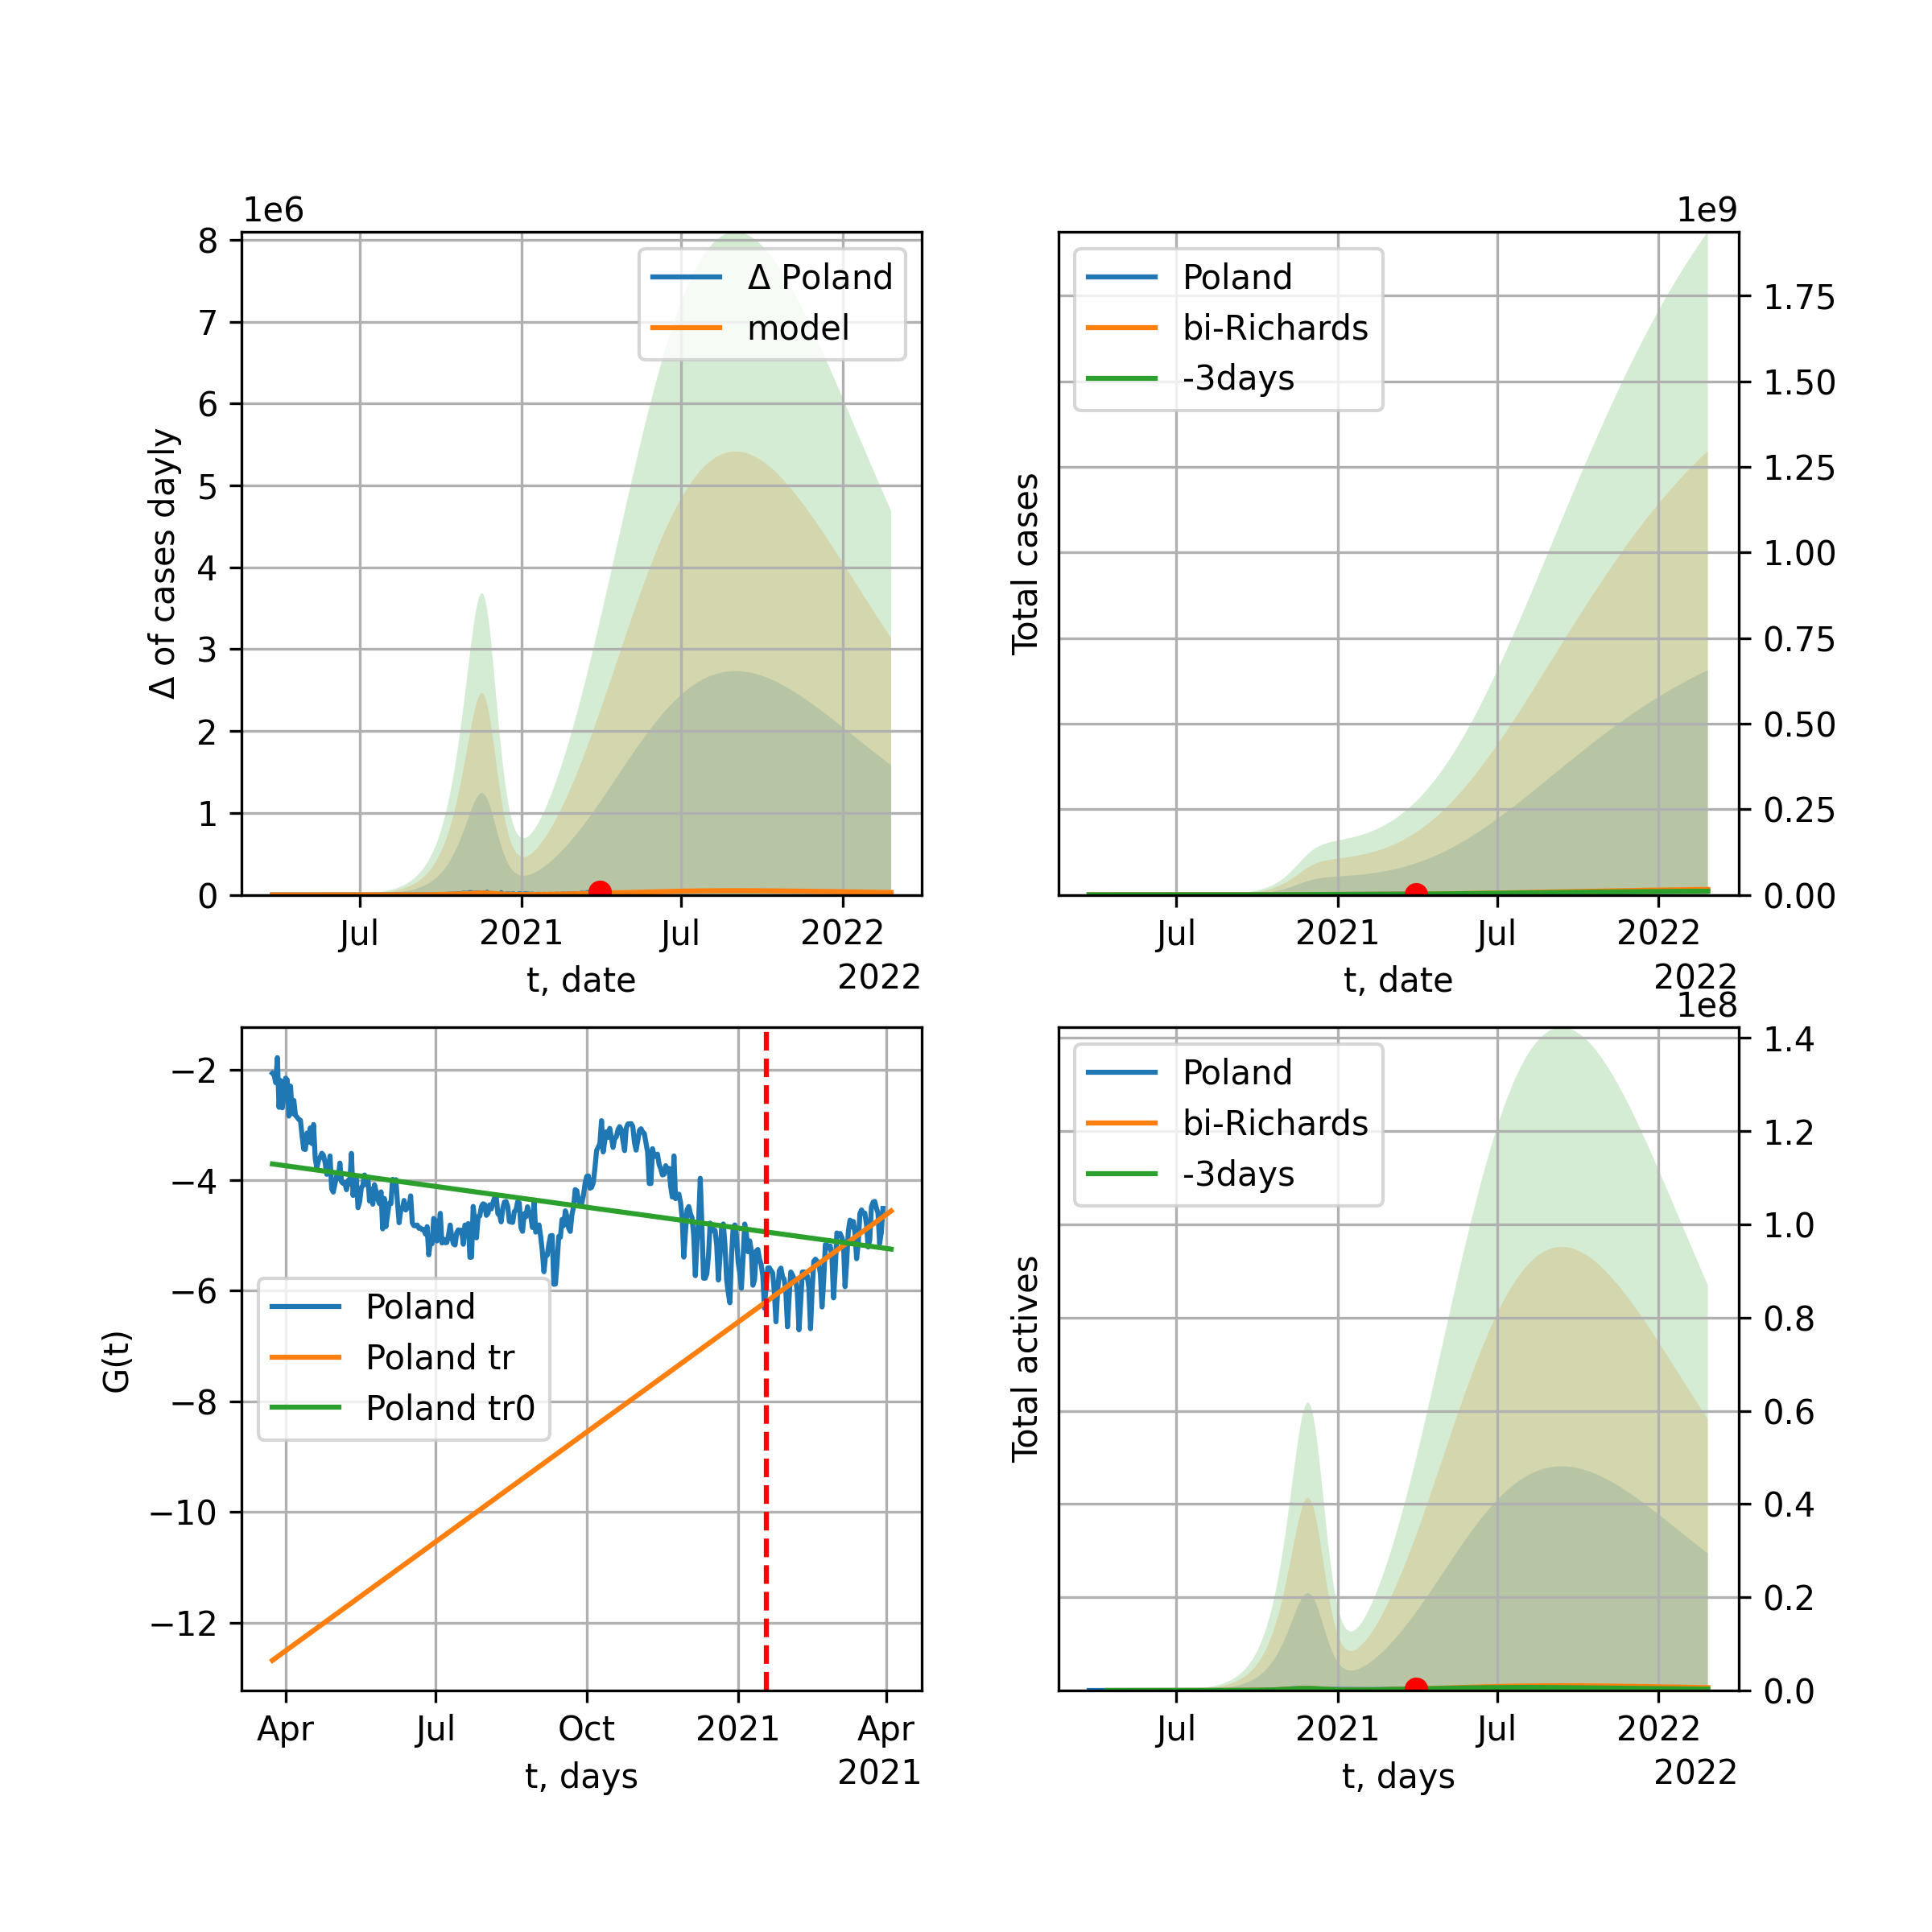 1e6
8
7
6
5
4
3
2
1
0
Δ of cases dayly
Δ Poland
model
Jul
2021
Jul
2022
t, date
2022
1e9
Total cases
Poland
bi-Richards
-3days
1.75
1.50
1.25
1.00
0.75
0.50
0.25
0.00
Jul
2021
Jul
2022
t, date
2022
−2
−4
−6
−8
−10
−12
G(t)
Poland
Poland tr
Poland tr0
Apr
Jul
Oct
2021
Apr
t, days
2021
1e8
Total actives
Poland
bi-Richards
-3days
1.4
1.2
1.0
0.8
0.6
0.4
0.2
0.0
Jul
2021
Jul
2022
t, days
2022